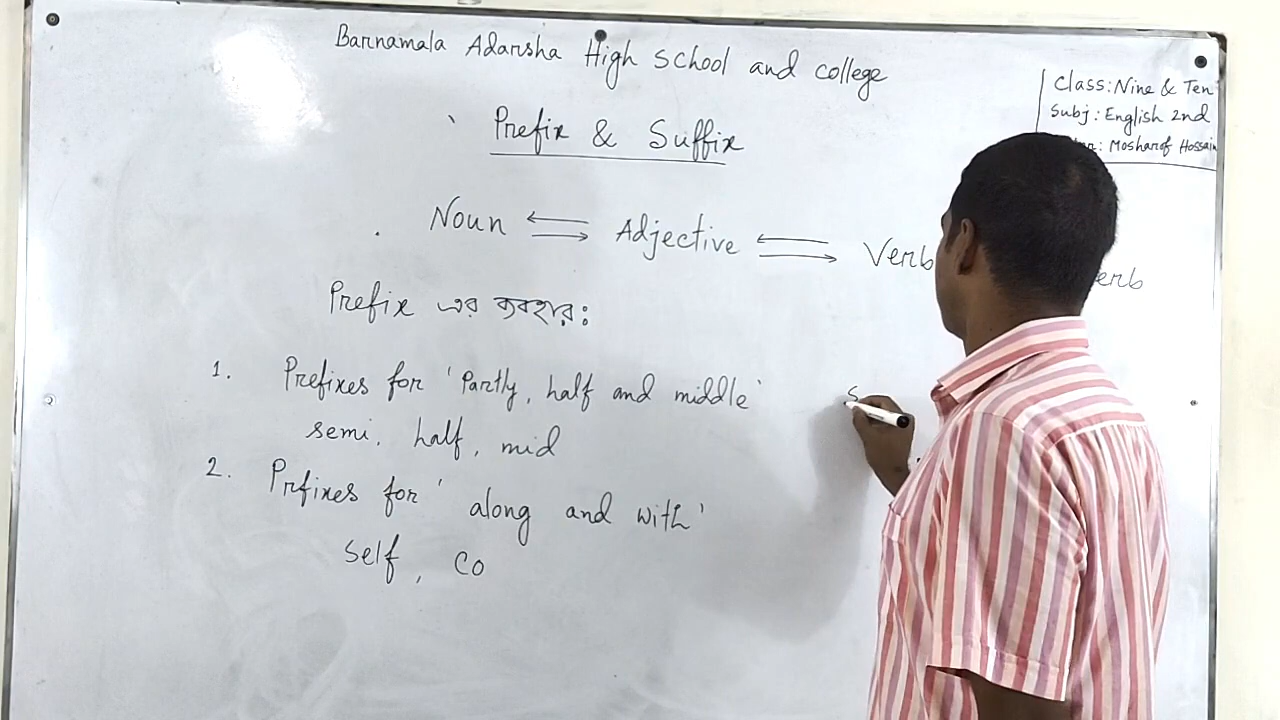 Barnamala Adarsha High School and college
Class: Nine & Ten
Subj: English 2nd
: Mosharof Hossain
Prefix & Suffix
Noun ⇄ Adjective ⇄ Verb erb
Prefix এর ব্যবহার:
1. Prefixes for 'Partly, half and middle'
semi, half, mid
2. Prfixes for 'along and with'
Self, co
S